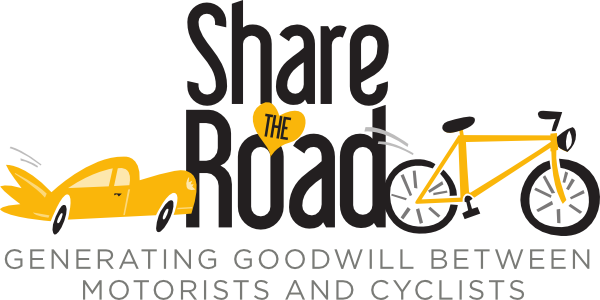 Share
THE
Road
GENERATING GOODWILL BETWEEN
MOTORISTS AND CYCLISTS